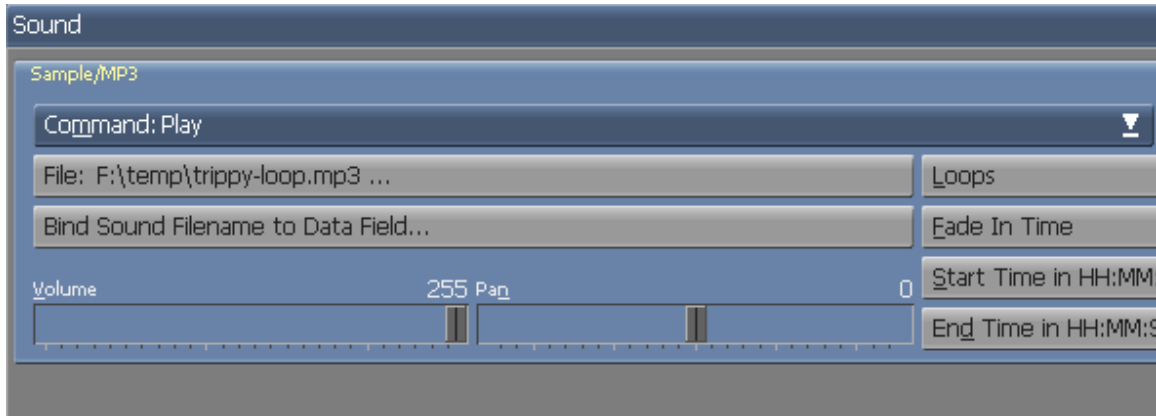 Sound
Sample/MP3
Command: Play
File: F:\temp\trippy-loop.mp3 ...
Loops
Bind Sound Filename to Data Field...
Fade In Time
Volume 255 Pan 0
Start Time in HH:MM:
End Time in HH:MM:S